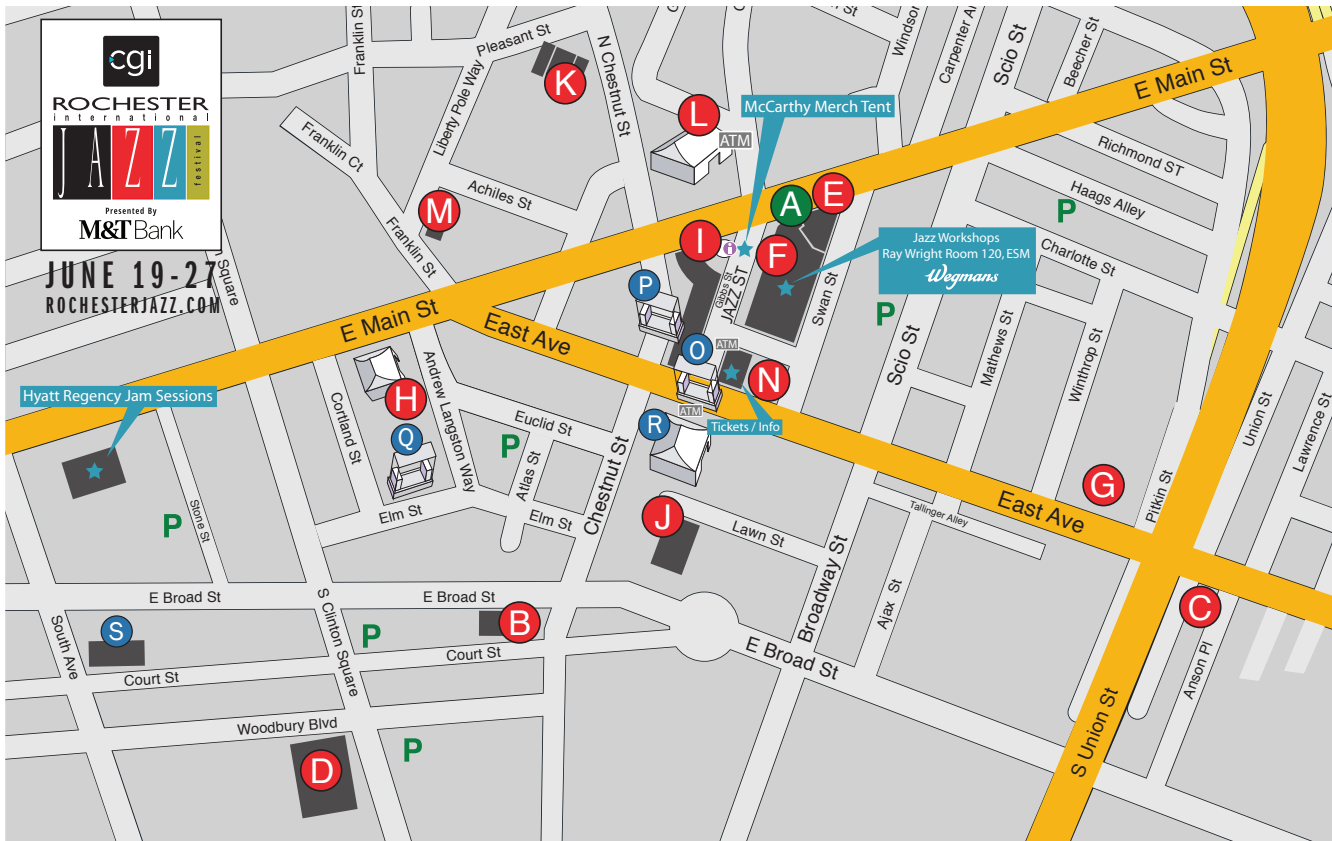 cgi
ROCHESTER
international
JAZZ
festival
Presented By
M&T Bank
JUNE 19-27
ROCHESTERJAZZ.COM
Franklin St
Pleasant St
Liberty Pole Way
K
N Chestnut St
L
ATM
McCarthy Merch Tent
Windsor
Carpenter
Scio St
Beecher St
E Main St
Richmond ST
Haags Alley
P
Charlotte St
Franklin Ct
Achiles St
M
Franklin St
Square
A
E
I
i
F
Jazz Workshops
Ray Wright Room 120, ESM
Wegmans
Gibbs St
JAZZ ST
Swan St
P
P
E Main St
East Ave
O
ATM
N
Scio St
Mathews St
Winthrop St
Union St
Lawrence St
Hyatt Regency Jam Sessions
H
Cortland St
Andrew Langston Way
Q
Euclid St
P
Atlas St
Elm St
Elm St
Chestnut St
ATM
R
Tickets / Info
J
Lawn St
Broadway St
Tallinger Alley
East Ave
G
Pitkin St
P
Stone St
E Broad St
E Broad St
S Clinton Square
South Ave
S
Court St
P
B
Court St
Ajax St
E Broad St
C
Anson Pl
S Union St
Woodbury Blvd
D
P